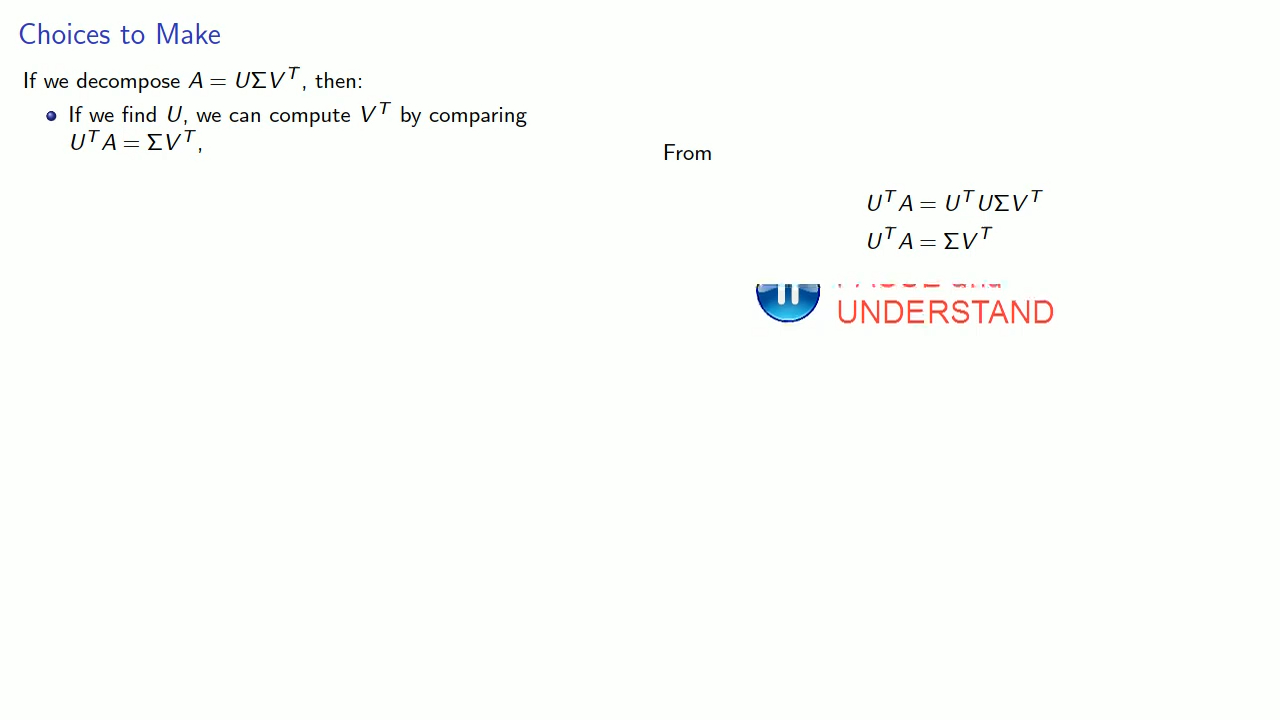 Choices to Make
If we decompose A = UΣV^T, then:
If we find U, we can compute V^T by comparing
U^T A = ΣV^T,
From
U^T A = U^T UΣV^T
U^T A = ΣV^T
UNDERSTAND